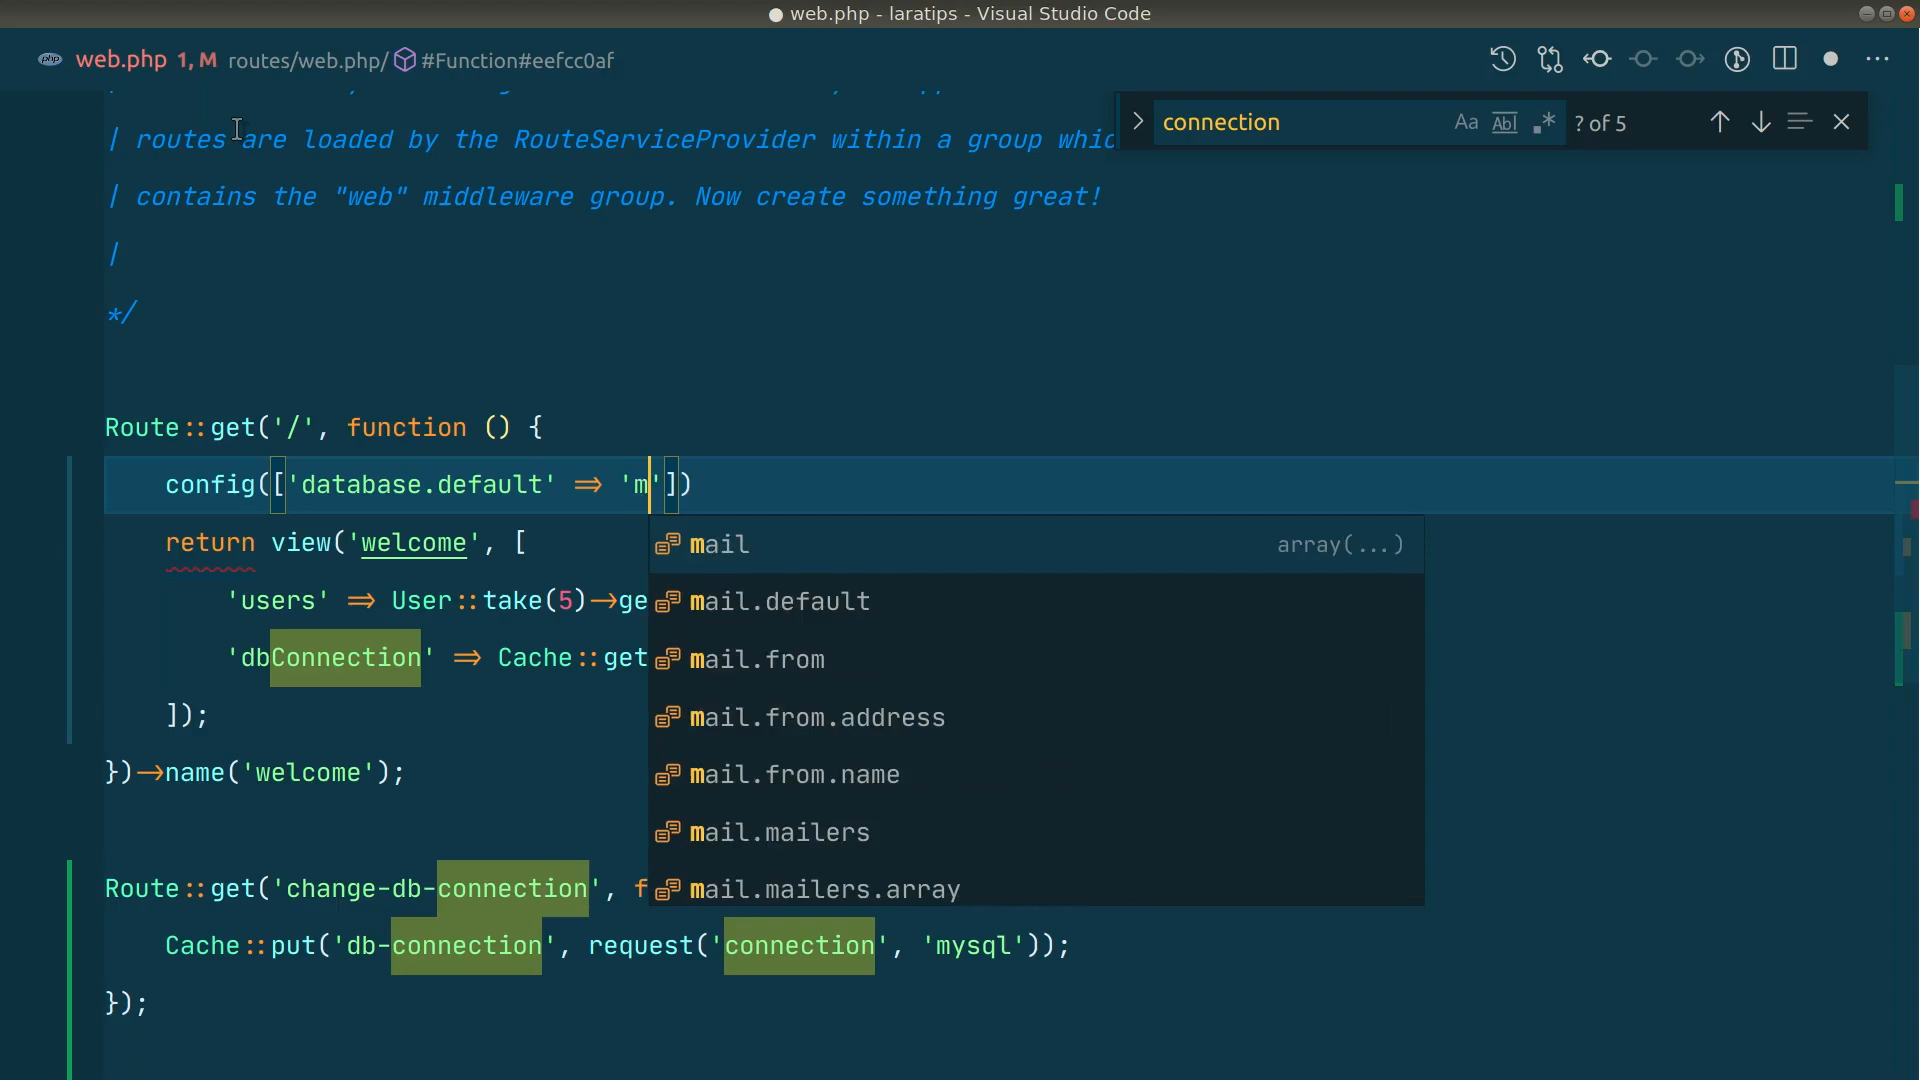 web.php - laratips - Visual Studio Code
php web.php 1, M routes/web.php/ #Function#eefcc0af
connection Aa Abl .* ? of 5
| routes are loaded by the RouteServiceProvider within a group whic
| contains the "web" middleware group. Now create something great!
|
*/
Route::get('/', function () {
config(['database.default' => 'm'])
return view('welcome', [
'users' => User::take(5)->ge
'dbConnection' => Cache::get
]);
})->name('welcome');
mail array(...)
mail.default
mail.from
mail.from.address
mail.from.name
mail.mailers
mail.mailers.array
Route::get('change-db-connection', f
Cache::put('db-connection', request('connection', 'mysql'));
});